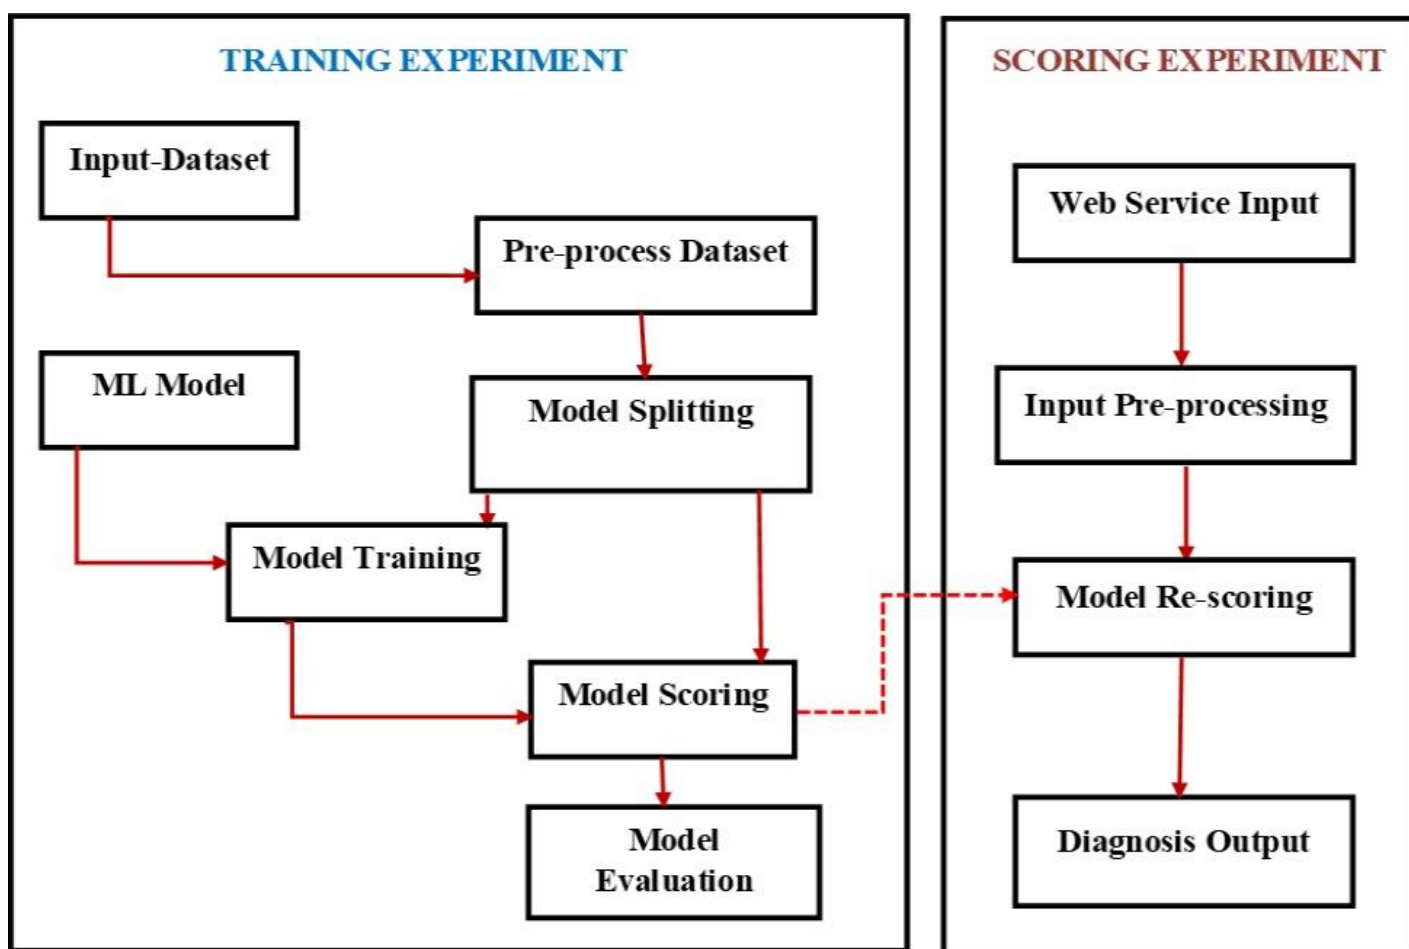 TRAINING EXPERIMENT
Input-Dataset
Pre-process Dataset
ML Model
Model Splitting
Model Training
Model Scoring
Model
Evaluation
SCORING EXPERIMENT
Web Service Input
Input Pre-processing
Model Re-scoring
Diagnosis Output